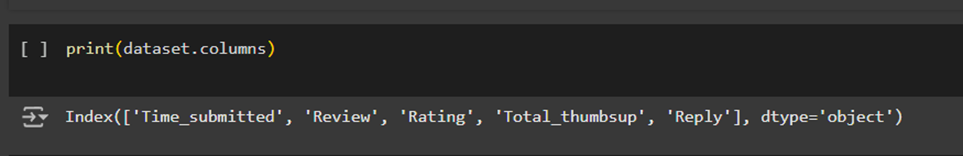 [ ] print(dataset.columns)
Index(['Time_submitted', 'Review', 'Rating', 'Total_thumbsup', 'Reply'], dtype='object')